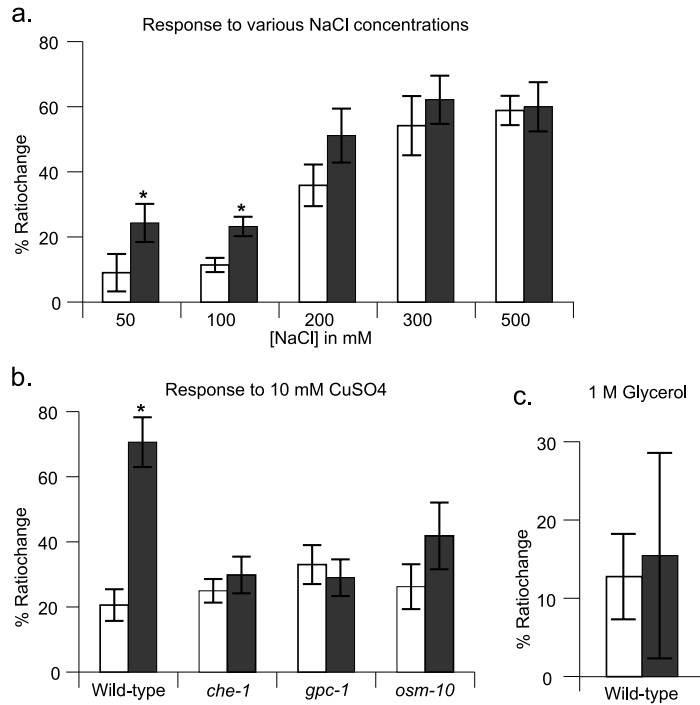 a.
Response to various NaCl concentrations
% Ratiochange
80
60
40
20
0
*
*
50 100 200 300 500
[NaCl] in mM
b.
Response to 10 mM CuSO4
% Ratiochange
80
60
40
20
0
*
Wild-type che-1 gpc-1 osm-10
c.
1 M Glycerol
% Ratiochange
30
20
10
0
Wild-type